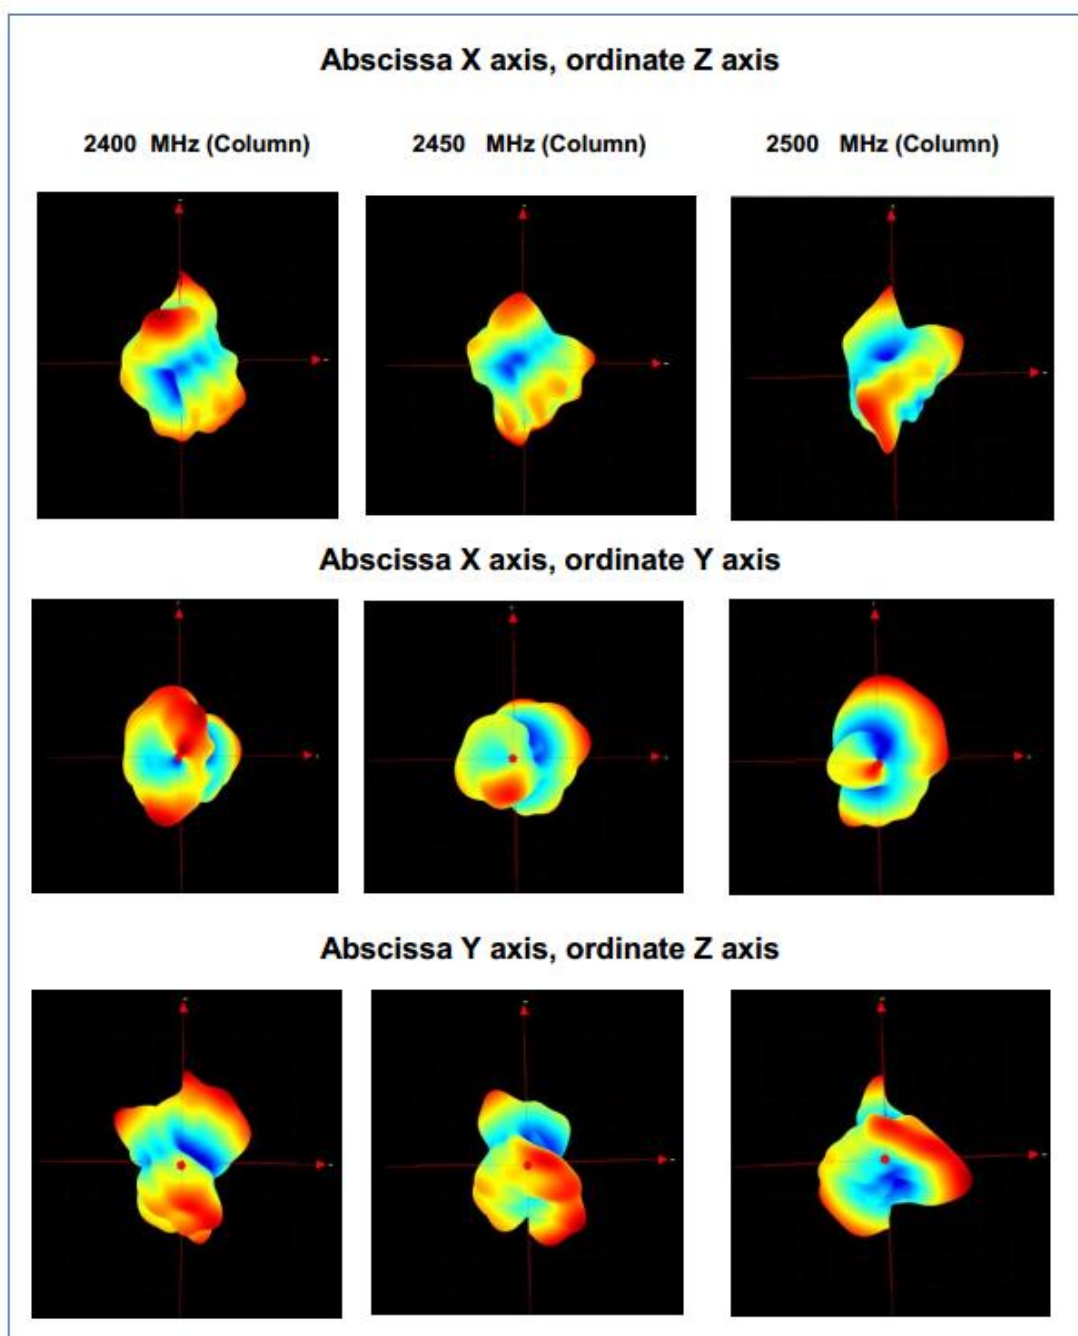 Abscissa X axis, ordinate Z axis
2400 MHz (Column) 2450 MHz (Column) 2500 MHz (Column)
Abscissa X axis, ordinate Y axis
Abscissa Y axis, ordinate Z axis